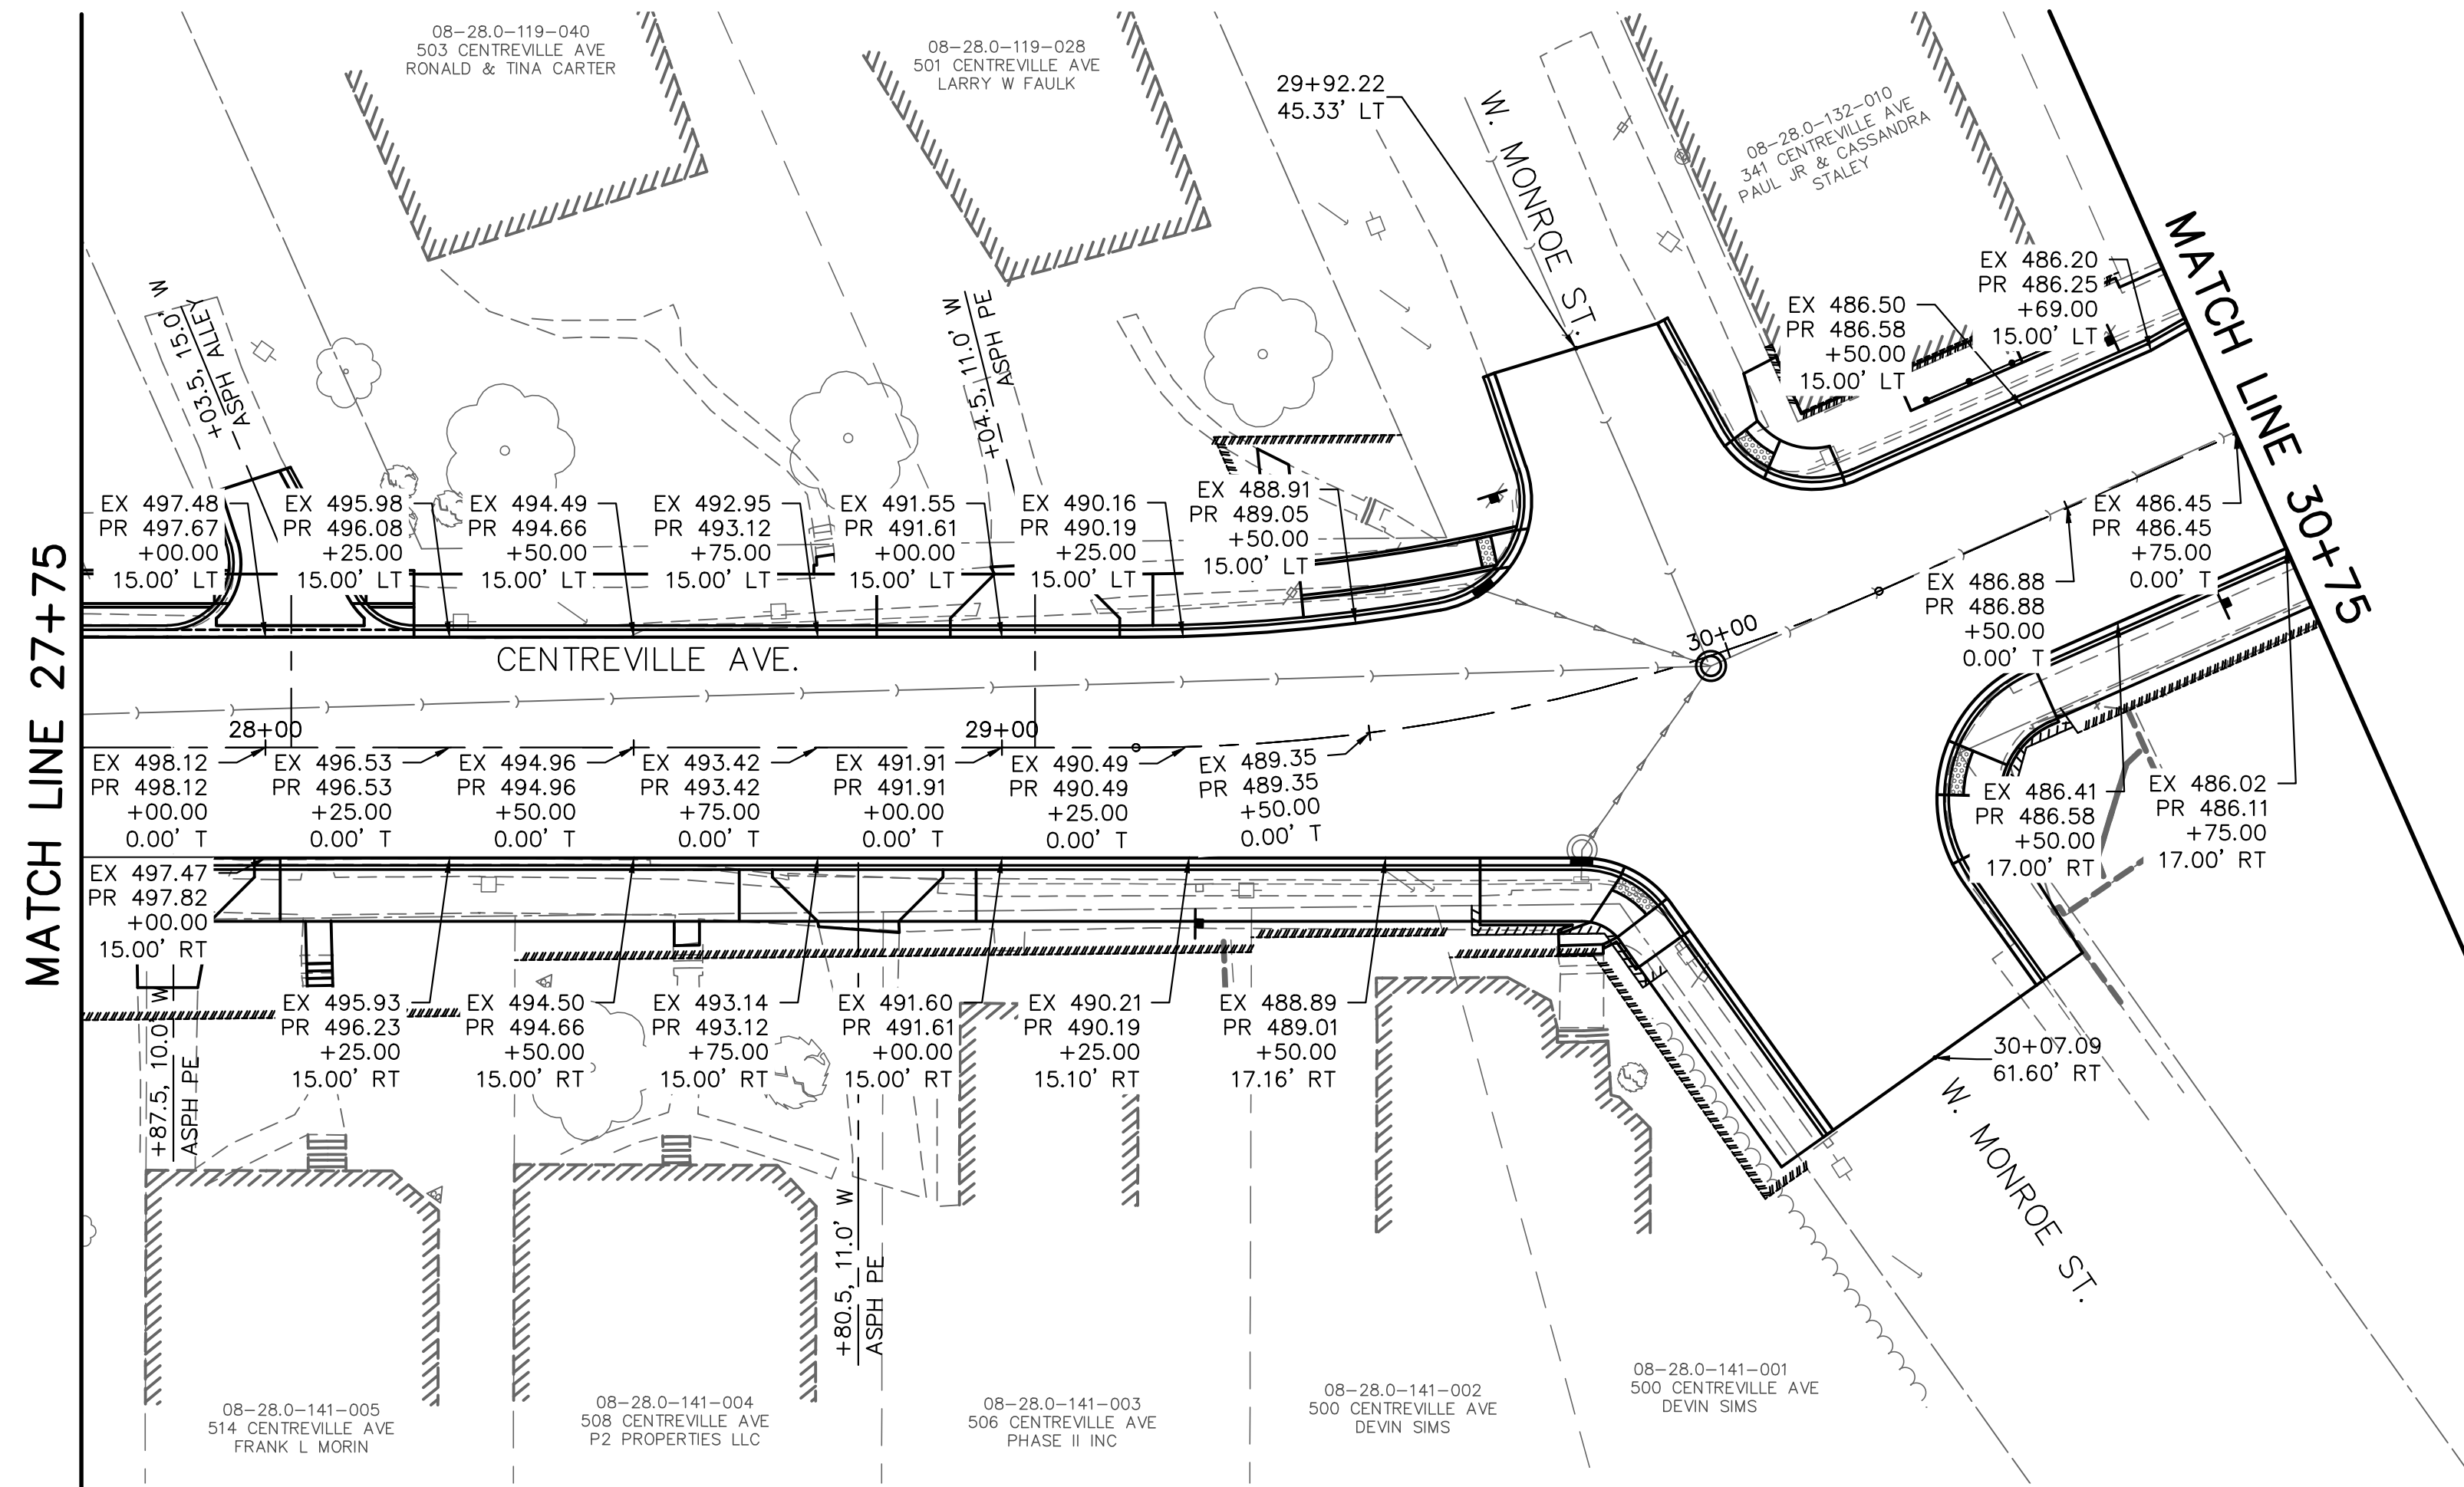 08-28.0-119-040
503 CENTREVILLE AVE
RONALD & TINA CARTER
08-28.0-119-028
501 CENTREVILLE AVE
LARRY W FAULK
29+92.22
45.33' LT
W. MONROE ST.
08-28.0-132-010
341 CENTREVILLE AVE
PAUL JR & CASSANDRA
STALEY
MATCH LINE 30+75
EX 486.20
PR 486.25
+69.00
15.00' LT
EX 486.50
PR 486.58
+50.00
15.00' LT
+03.5, 15.0' W
ASPH ALLEY
+04.5, 11.0' W
ASPH PE
MATCH LINE 27+75
EX 497.48
PR 497.67
+00.00
15.00' LT
EX 495.98
PR 496.08
+25.00
15.00' LT
EX 494.49
PR 494.66
+50.00
15.00' LT
EX 492.95
PR 493.12
+75.00
15.00' LT
EX 491.55
PR 491.61
+00.00
15.00' LT
EX 490.16
PR 490.19
+25.00
15.00' LT
EX 488.91
PR 489.05
+50.00
15.00' LT
EX 486.45
PR 486.45
+75.00
0.00' T
EX 486.88
PR 486.88
+50.00
0.00' T
CENTREVILLE AVE.
30+00
28+00
29+00
EX 498.12
PR 498.12
+00.00
0.00' T
EX 496.53
PR 496.53
+25.00
0.00' T
EX 494.96
PR 494.96
+50.00
0.00' T
EX 493.42
PR 493.42
+75.00
0.00' T
EX 491.91
PR 491.91
+00.00
0.00' T
EX 490.49
PR 490.49
+25.00
0.00' T
EX 489.35
PR 489.35
+50.00
0.00' T
EX 486.41
PR 486.58
+50.00
17.00' RT
EX 486.02
PR 486.11
+75.00
17.00' RT
EX 497.47
PR 497.82
+00.00
15.00' RT
EX 495.93
PR 496.23
+25.00
15.00' RT
EX 494.50
PR 494.66
+50.00
15.00' RT
EX 493.14
PR 493.12
+75.00
15.00' RT
EX 491.60
PR 491.61
+00.00
15.00' RT
EX 490.21
PR 490.19
+25.00
15.10' RT
EX 488.89
PR 489.01
+50.00
17.16' RT
30+07.09
61.60' RT
W. MONROE ST.
+87.5, 10.0' W
ASPH PE
+80.5, 11.0' W
ASPH PE
08-28.0-141-005
514 CENTREVILLE AVE
FRANK L MORIN
08-28.0-141-004
508 CENTREVILLE AVE
P2 PROPERTIES LLC
08-28.0-141-003
506 CENTREVILLE AVE
PHASE II INC
08-28.0-141-002
500 CENTREVILLE AVE
DEVIN SIMS
08-28.0-141-001
500 CENTREVILLE AVE
DEVIN SIMS